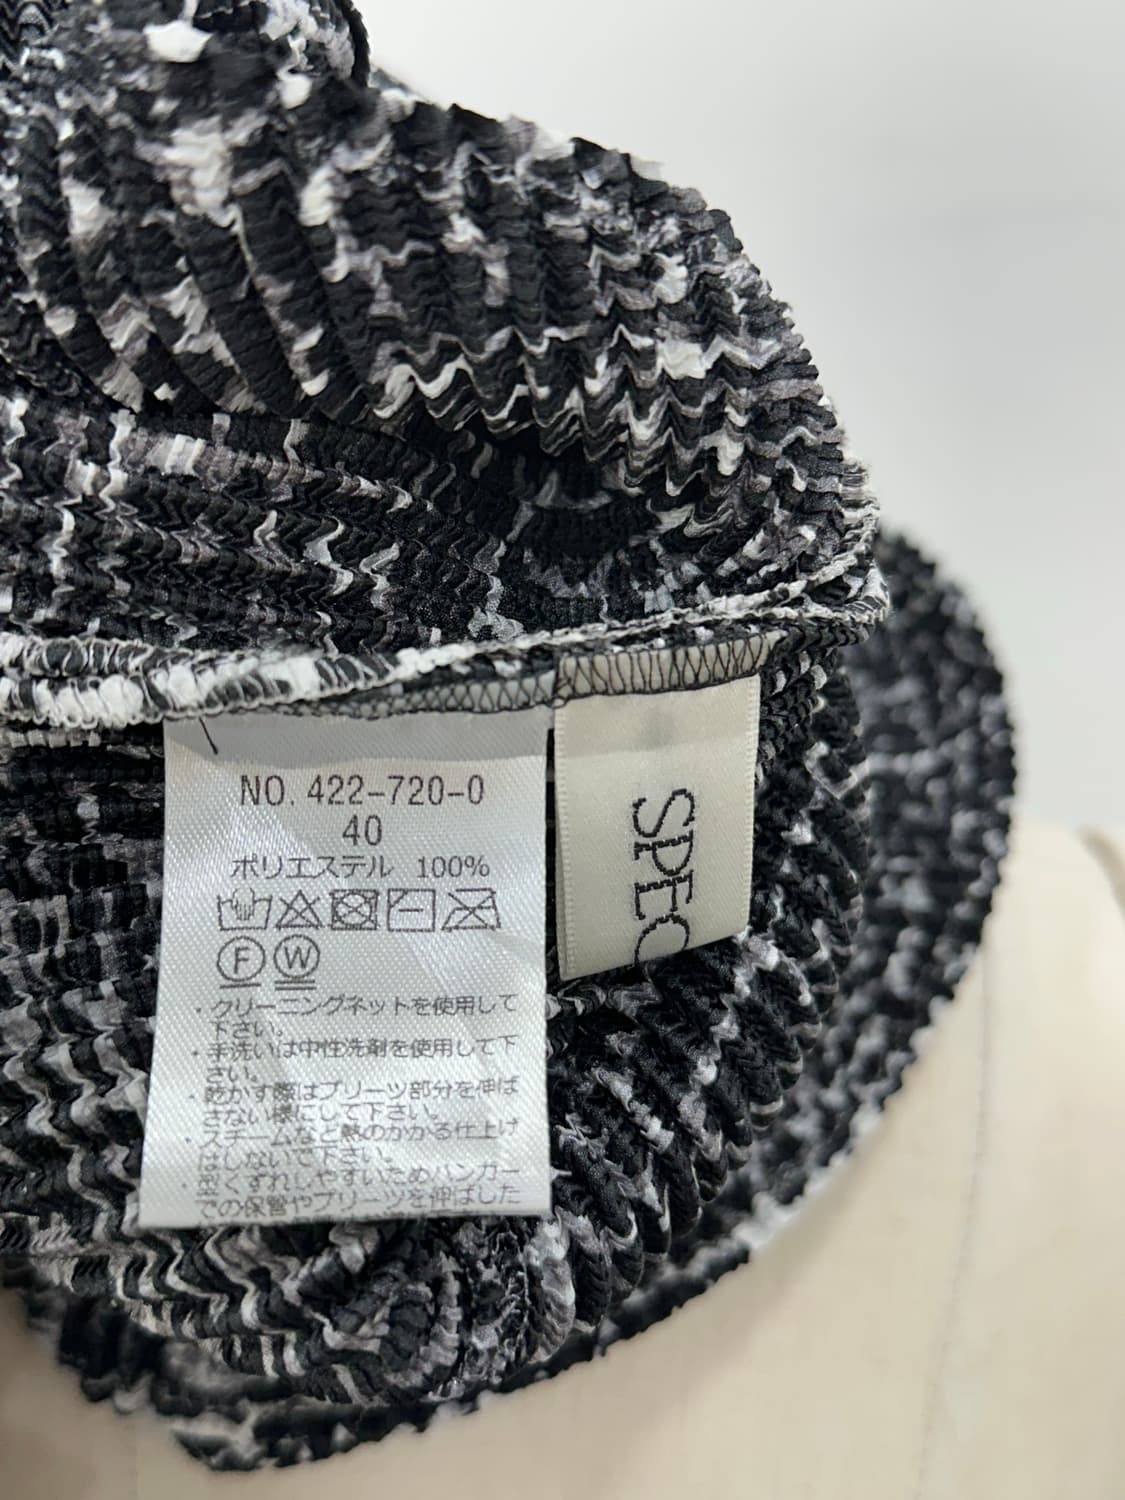 NO. 422-720-0
40
ポリエステル 100%
F W
・クリーニングネットを使用して
下さい。
・手洗いは中性洗剤を使用して下
さい。
・乾かす際はプリーツ部分を伸ば
さない様にして下さい。
・スチームなど熱のかかる仕上げ
はしないで下さい。
・型くずれしやすいためハンガー
での保管やプリーツを伸ばした
SPEC